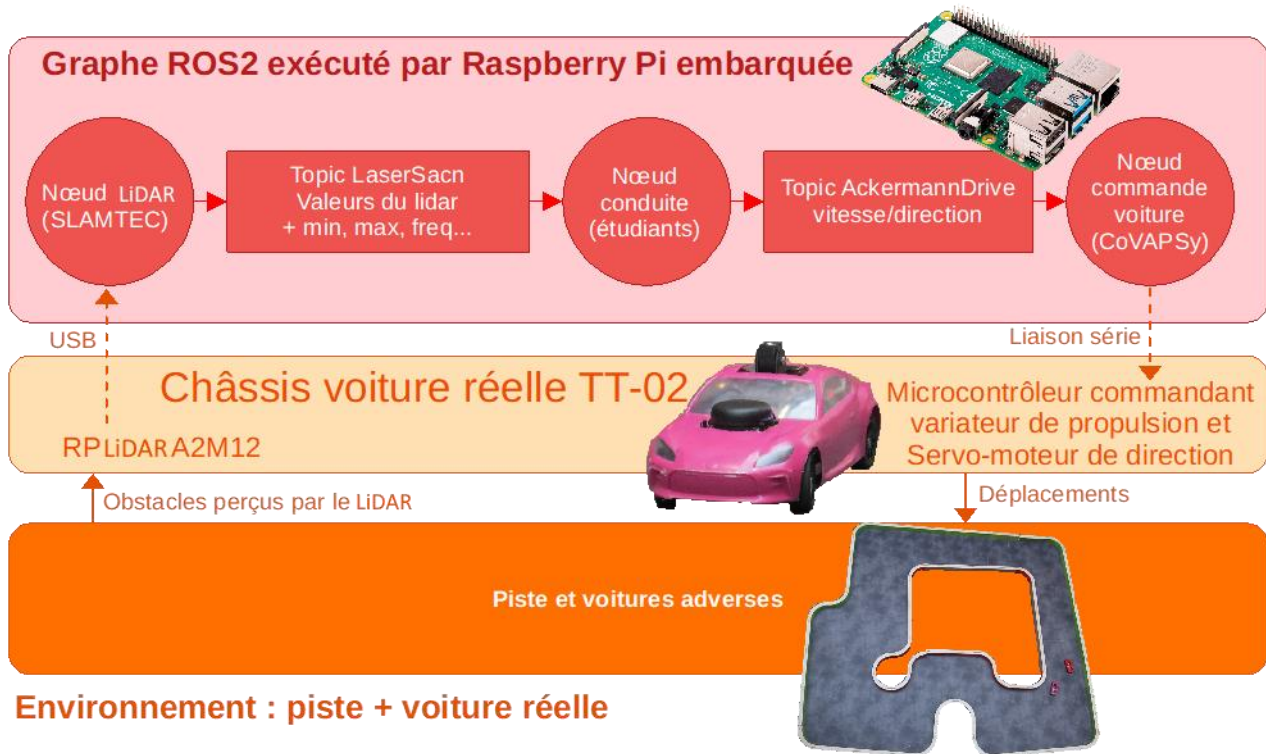 Graphe ROS2 exécuté par Raspberry Pi embarquée
Nœud LiDAR
(SLAMTEC)
Topic LaserSacn
Valeurs du lidar
+ min, max, freq...
Nœud
conduite
(étudiants)
Topic AckermannDrive
vitesse/direction
Nœud
commande
voiture
(CoVAPSy)
USB
Liaison série
Châssis voiture réelle TT-02
RPLiDAR A2M12
Microcontrôleur commandant
variateur de propulsion et
Servo-moteur de direction
Obstacles perçus par le LiDAR
Déplacements
Piste et voitures adverses
Environnement : piste + voiture réelle